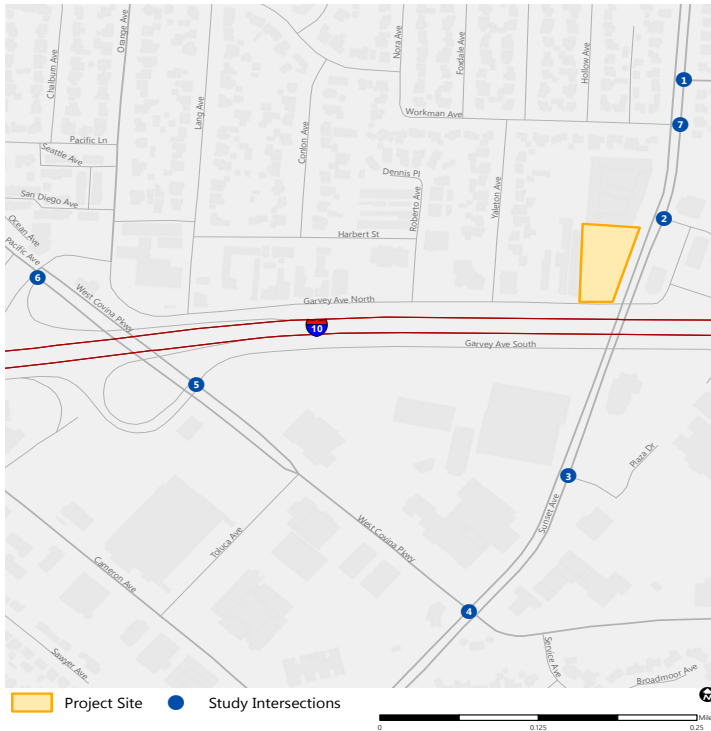 Orange Ave
Nora Ave
Foxdale Ave
Hollow Ave
Chalburn Ave
1
Lang Ave
Workman Ave
7
Conlon Ave
Pacific Ln
Seattle Ave
Dennis Pl
San Diego Ave
Roberto Ave
Yaleton Ave
2
Ocean Ave
Harbert St
Pacific Ave
6
West Covina Pkwy
Garvey Ave North
10
Garvey Ave South
5
Plaza Dr
3
Sunset Ave
Toluca Ave
West Covina Pkwy
Cameron Ave
4
Service Ave
Sawyer Ave
Broadmoor Ave
Project Site
Study Intersections
N
Mile
0
0.125
0.25